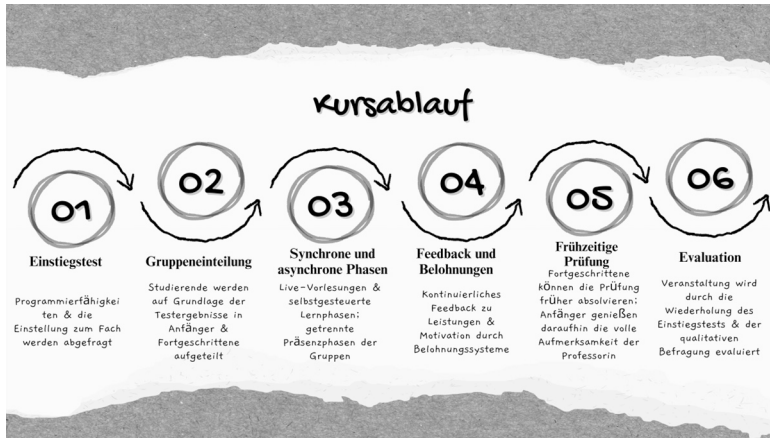 Kursablauf
01
Einstiegstest
Programmierfähigkei
ten & die
Einstellung zum Fach
werden abgefragt
02
Gruppeneinteilung
Studierende werden
auf Grundlage der
Testergebnisse in
Anfänger &
Fortgeschrittene
aufgeteilt
03
Synchrone und
asynchrone Phasen
Live-Vorlesungen &
selbstgesteuerte
Lernphasen;
getrennte
Präsenzphasen der
Gruppen
04
Feedback und
Belohnungen
Kontinuierliches
Feedback zu
Leistungen &
Motivation durch
Belohnungssysteme
05
Frühzeitige
Prüfung
Fortgeschrittene
können die Prüfung
früher absolvieren;
Anfänger genießen
daraufhin die volle
Aufmerksamkeit der
Professorin
06
Evaluation
Veranstaltung wird
durch die
Wiederholung des
Einstiegstests & der
qualitativen
Befragung evaluiert